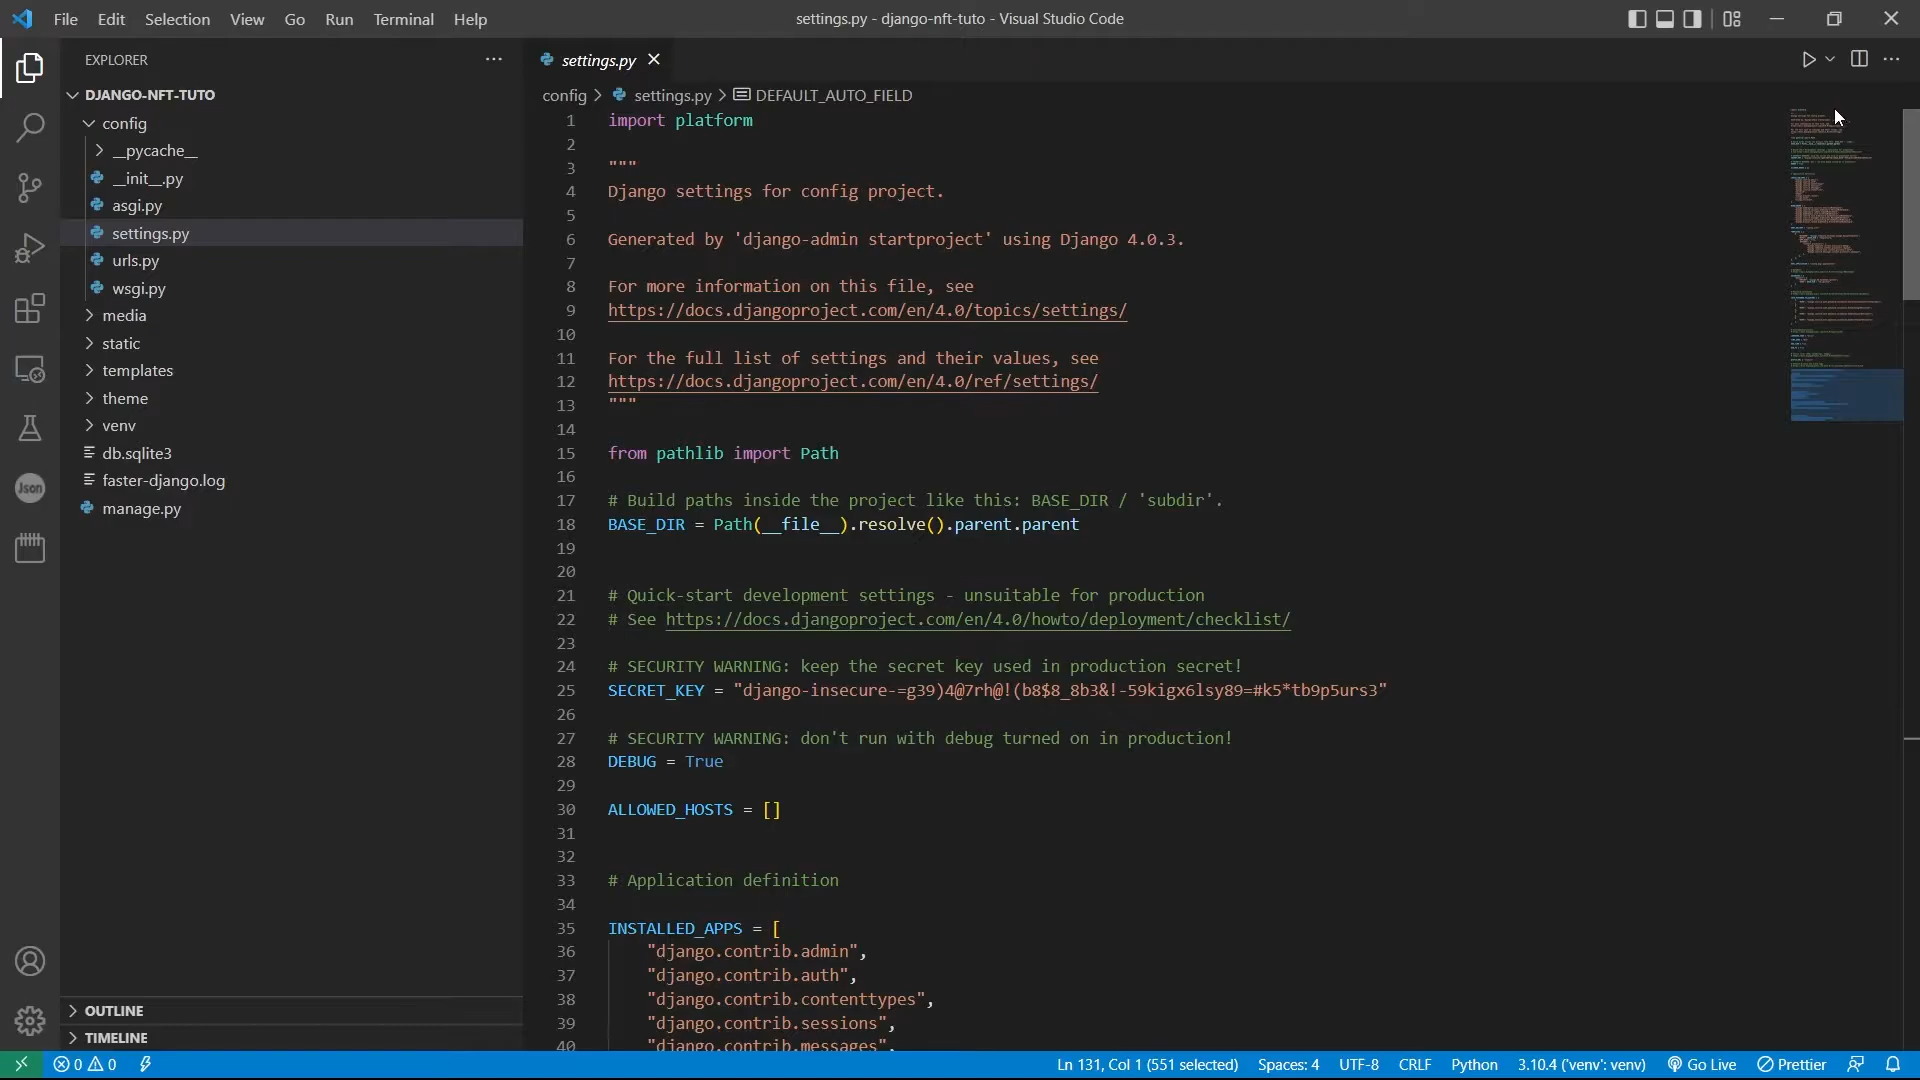 File Edit Selection View Go Run Terminal Help
settings.py - django-nft-tuto - Visual Studio Code
EXPLORER
DJANGO-NFT-TUTO
config
__pycache__
__init__.py
asgi.py
settings.py
urls.py
wsgi.py
media
static
templates
theme
venv
db.sqlite3
faster-django.log
manage.py
OUTLINE
TIMELINE
Json
settings.py
config > settings.py > DEFAULT_AUTO_FIELD
1 import platform
2
3 """
4 Django settings for config project.
5
6 Generated by 'django-admin startproject' using Django 4.0.3.
7
8 For more information on this file, see
9 https://docs.djangoproject.com/en/4.0/topics/settings/
10
11 For the full list of settings and their values, see
12 https://docs.djangoproject.com/en/4.0/ref/settings/
13 """
14
15 from pathlib import Path
16
17 # Build paths inside the project like this: BASE_DIR / 'subdir'.
18 BASE_DIR = Path(__file__).resolve().parent.parent
19
20
21 # Quick-start development settings - unsuitable for production
22 # See https://docs.djangoproject.com/en/4.0/howto/deployment/checklist/
23
24 # SECURITY WARNING: keep the secret key used in production secret!
25 SECRET_KEY = "django-insecure-=g39)4@7rh@!(b8$8_8b3&!-59kigx6lsy89=#k5*tb9p5urs3"
26
27 # SECURITY WARNING: don't run with debug turned on in production!
28 DEBUG = True
29
30 ALLOWED_HOSTS = []
31
32
33 # Application definition
34
35 INSTALLED_APPS = [
36 "django.contrib.admin",
37 "django.contrib.auth",
38 "django.contrib.contenttypes",
39 "django.contrib.sessions",
40 "django.contrib.messages",
0 0
Ln 131, Col 1 (551 selected) Spaces: 4 UTF-8 CRLF Python 3.10.4 ('venv': venv) Go Live Prettier